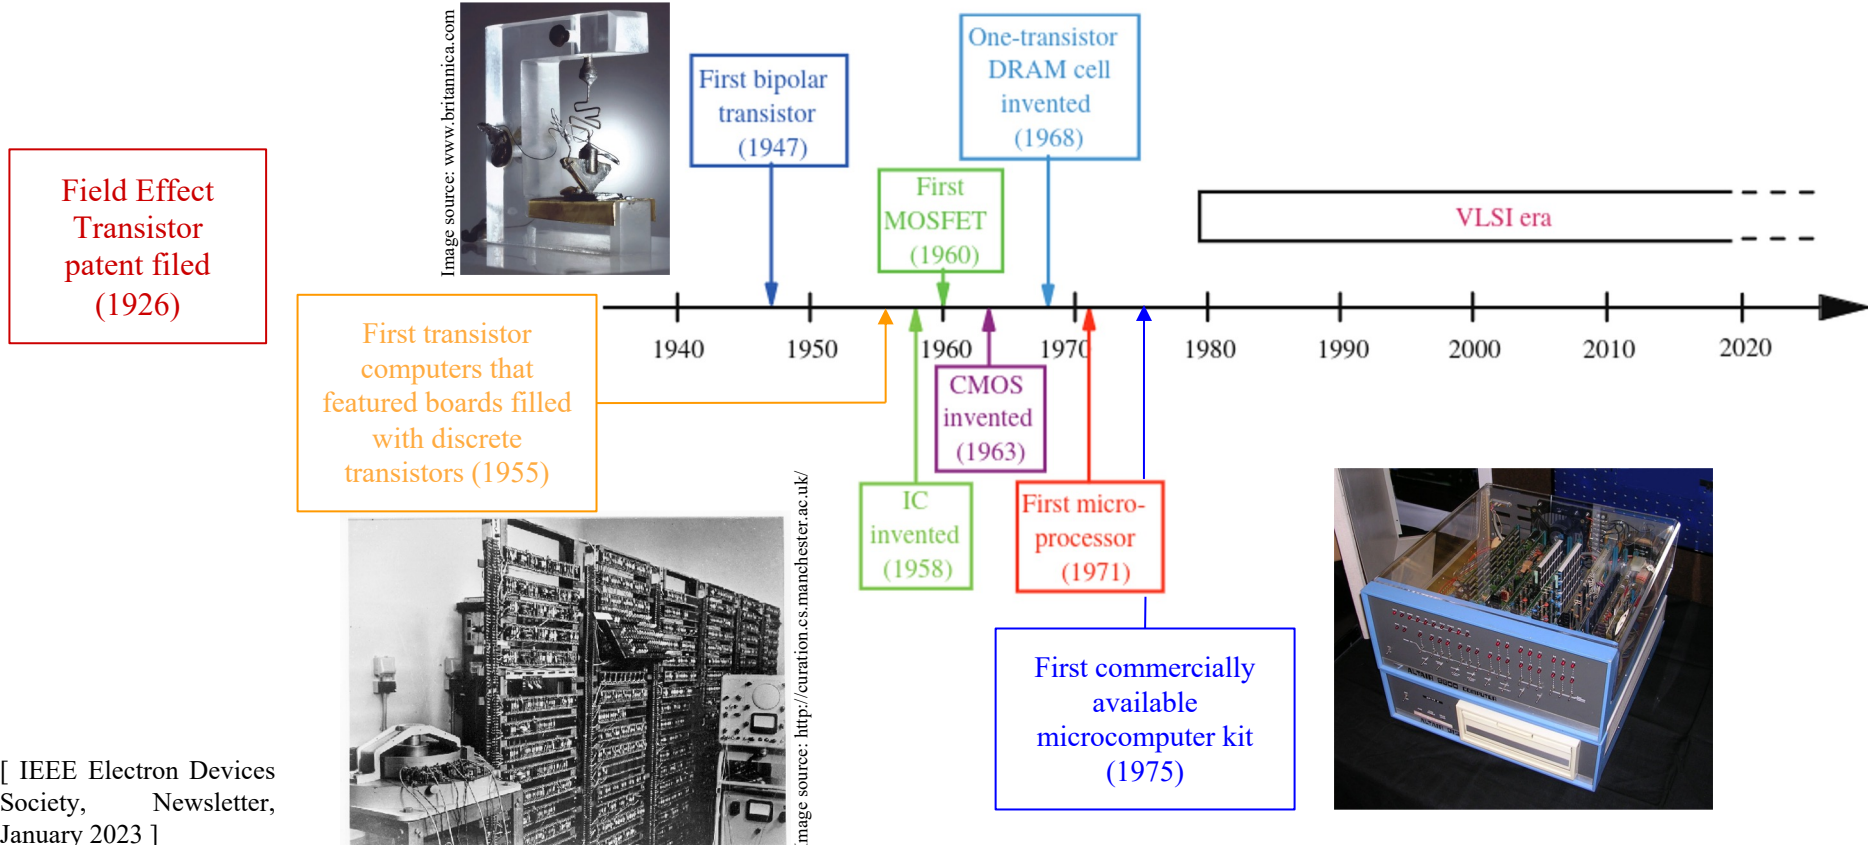 Image source: www.britannica.com
First bipolar
transistor
(1947)
One-transistor
DRAM cell
invented
(1968)
Field Effect
Transistor
patent filed
(1926)
First
MOSFET
(1960)
VLSI era
First transistor
computers that
featured boards filled
with discrete
transistors (1955)
1940
1950
1960
1970
1980
1990
2000
2010
2020
CMOS
invented
(1963)
IC
invented
(1958)
First micro-
processor
(1971)
Image source: http://curation.cs.manchester.ac.uk/
First commercially
available
microcomputer kit
(1975)
ALTAIR 8800 COMPUTER
[ IEEE Electron Devices
Society, Newsletter,
January 2023 ]